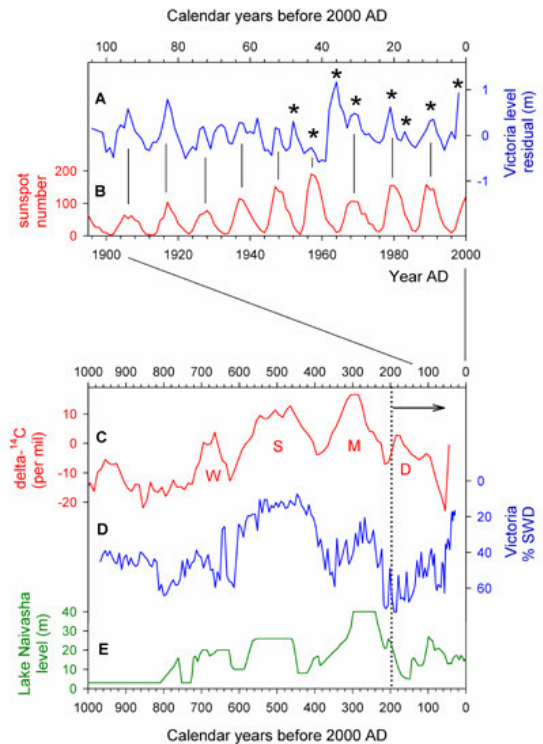 Calendar years before 2000 AD
100 80 60 40 20 0
A
* * * * * * * *
1
0
-1
Victoria level
residual (m)
B
200
100
0
sunspot
number
1900 1920 1940 1960 1980 2000
Year AD
1000 900 800 700 600 500 400 300 200 100 0
C
10
0
-10
-20
delta-¹⁴C
(per mil)
W S M D
D
0
20
40
60
Victoria
% SWD
E
40
30
20
10
0
Lake Naivasha
level (m)
1000 900 800 700 600 500 400 300 200 100 0
Calendar years before 2000 AD